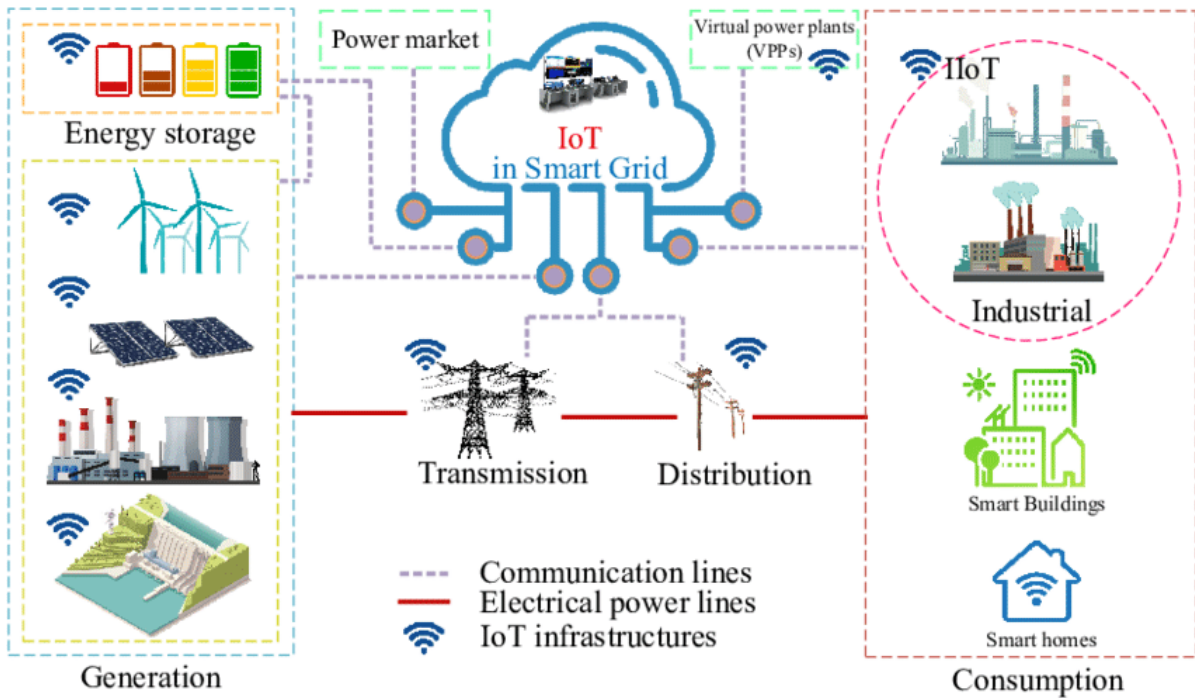 Power market
Virtual power plants
(VPPs)
IIoT
Energy storage
IoT
in Smart Grid
Industrial
Transmission
Distribution
Smart Buildings
Communication lines
Electrical power lines
IoT infrastructures
Smart homes
Generation
Consumption